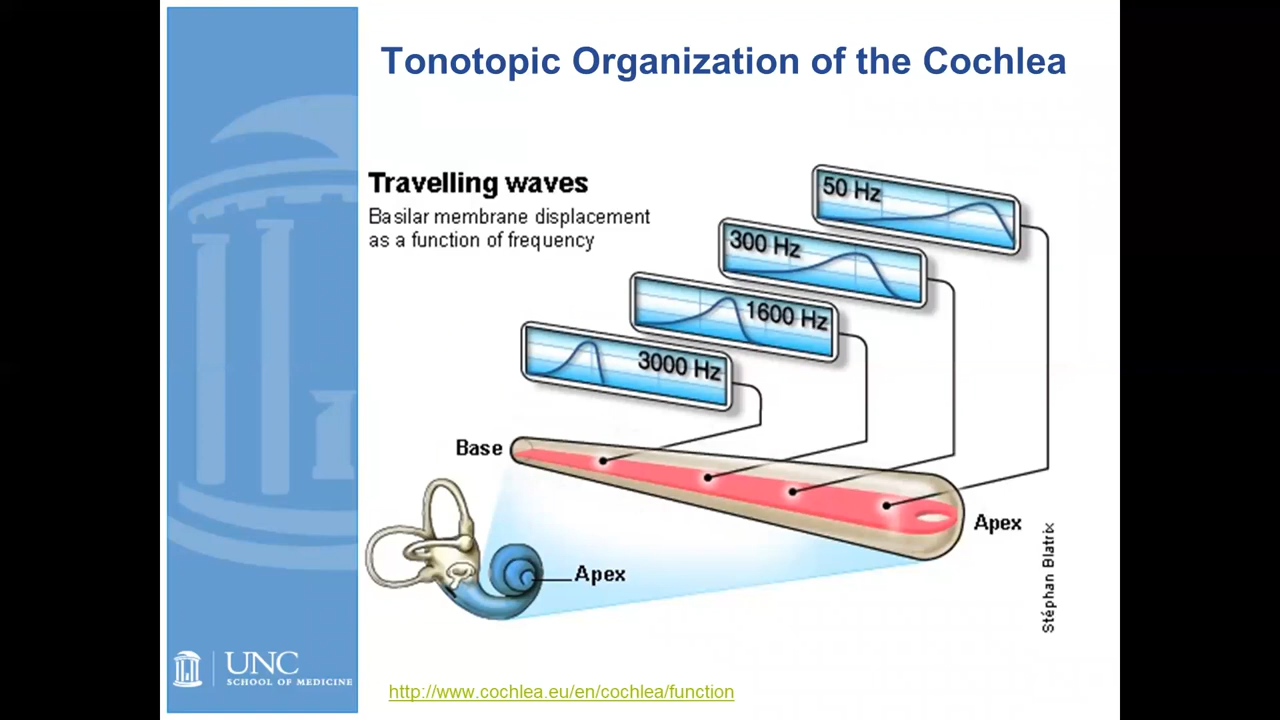 Tonotopic Organization of the Cochlea
Travelling waves
Basilar membrane displacement
as a function of frequency
50 Hz
300 Hz
1600 Hz
3000 Hz
Base
Apex
Apex
Stéphan Blatrix
UNC
SCHOOL OF MEDICINE
http://www.cochlea.eu/en/cochlea/function